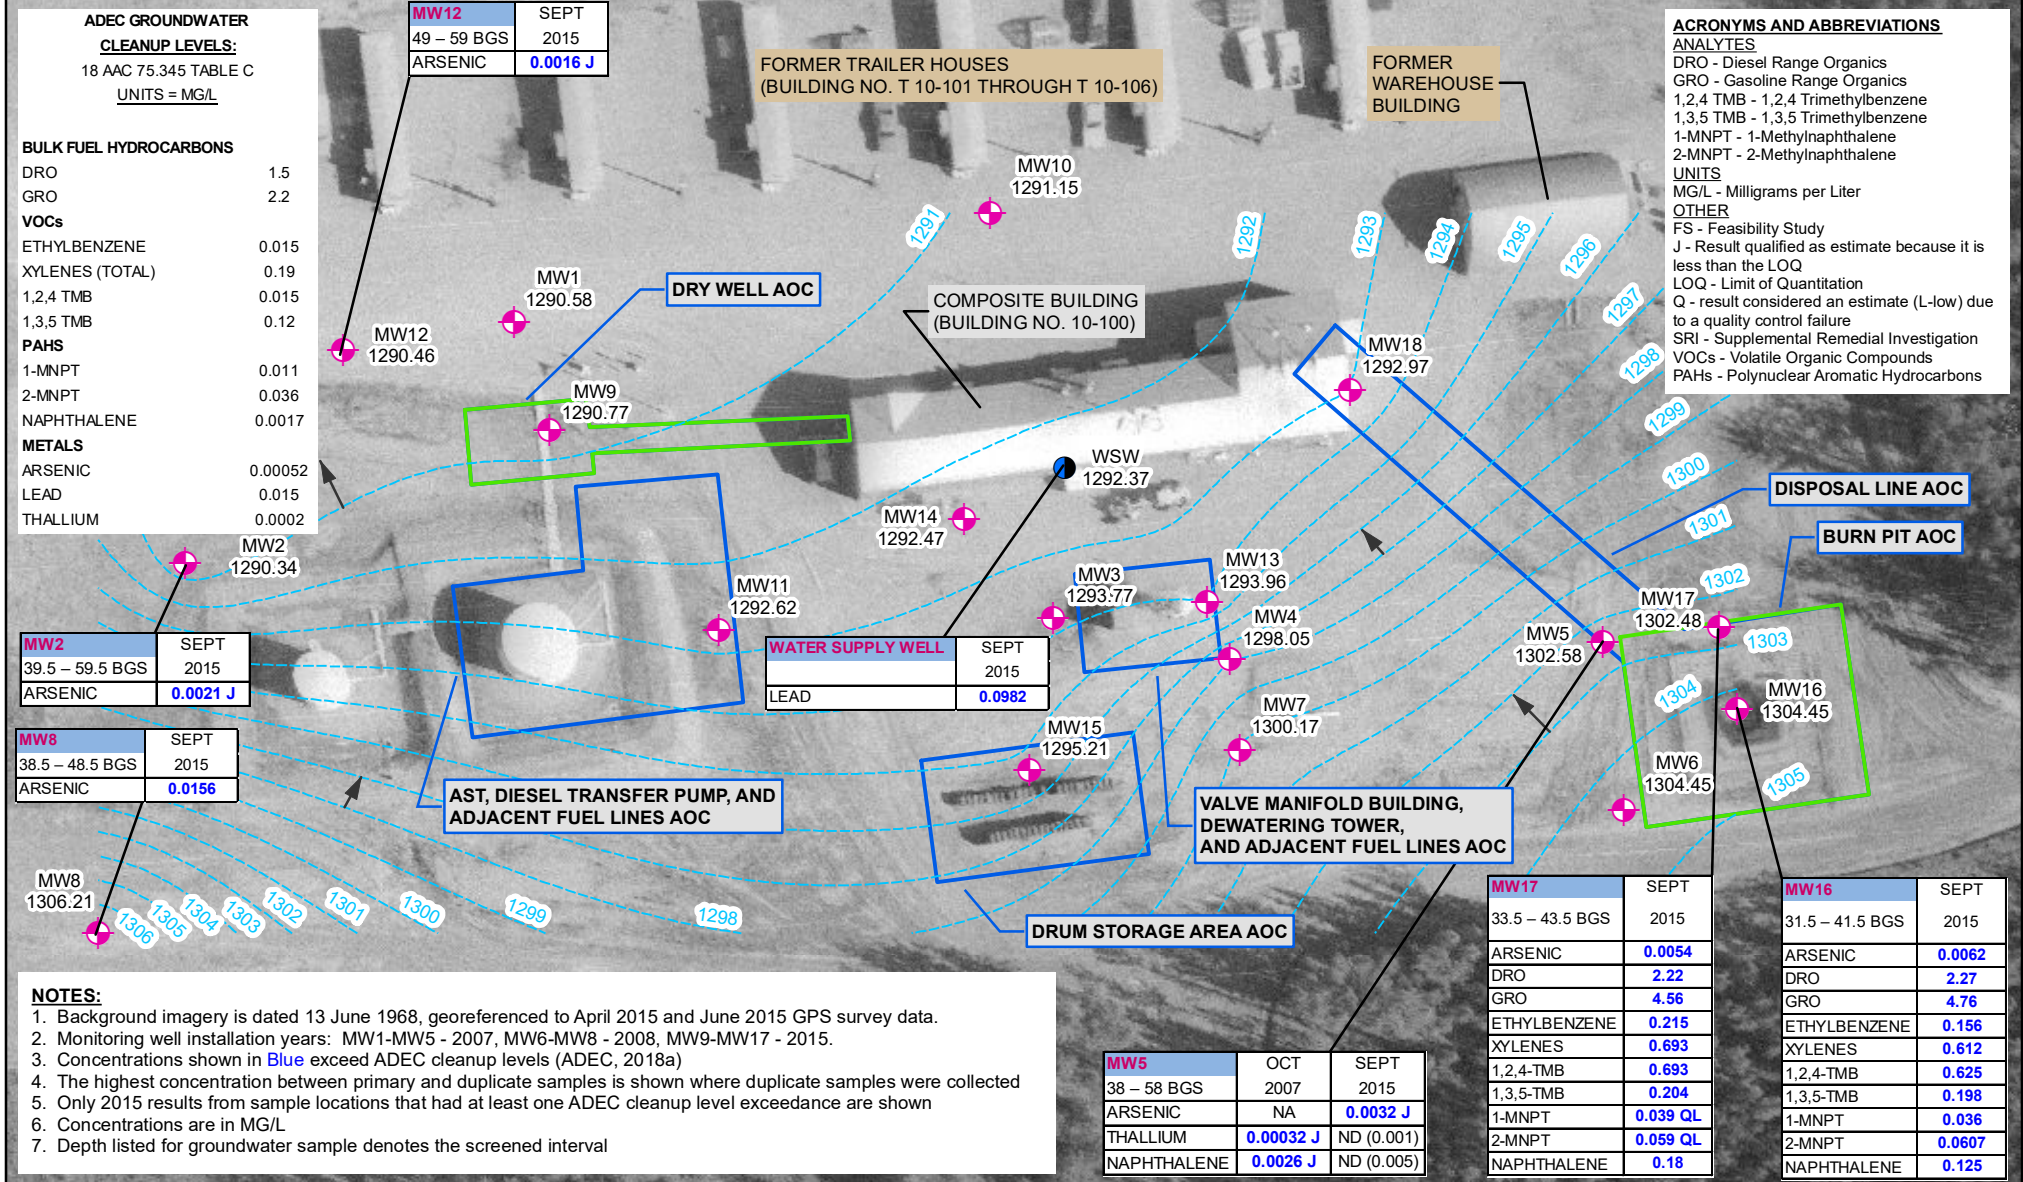 ADEC GROUNDWATER
CLEANUP LEVELS:
18 AAC 75.345 TABLE C
UNITS = MG/L
BULK FUEL HYDROCARBONS
DRO 1.5
GRO 2.2
VOCs
ETHYLBENZENE 0.015
XYLENES (TOTAL) 0.19
1,2,4 TMB 0.015
1,3,5 TMB 0.12
PAHS
1-MNPT 0.011
2-MNPT 0.036
NAPHTHALENE 0.0017
METALS
ARSENIC 0.00052
LEAD 0.015
THALLIUM 0.0002
MW12 SEPT
49 – 59 BGS 2015
ARSENIC 0.0016 J
FORMER TRAILER HOUSES
(BUILDING NO. T 10-101 THROUGH T 10-106)
FORMER
WAREHOUSE
BUILDING
ACRONYMS AND ABBREVIATIONS
ANALYTES
DRO - Diesel Range Organics
GRO - Gasoline Range Organics
1,2,4 TMB - 1,2,4 Trimethylbenzene
1,3,5 TMB - 1,3,5 Trimethylbenzene
1-MNPT - 1-Methylnaphthalene
2-MNPT - 2-Methylnaphthalene
UNITS
MG/L - Milligrams per Liter
OTHER
FS - Feasibility Study
J - Result qualified as estimate because it is
less than the LOQ
LOQ - Limit of Quantitation
Q - result considered an estimate (L-low) due
to a quality control failure
SRI - Supplemental Remedial Investigation
VOCs - Volatile Organic Compounds
PAHs - Polynuclear Aromatic Hydrocarbons
MW10
1291.15
1291
1292
1293
1294
1295
1296
1297
1298
1299
1300
1301
1302
1303
1304
1305
MW1
1290.58
DRY WELL AOC
COMPOSITE BUILDING
(BUILDING NO. 10-100)
MW12
1290.46
MW18
1292.97
MW9
1290.77
WSW
1292.37
MW14
1292.47
DISPOSAL LINE AOC
BURN PIT AOC
MW2
1290.34
MW11
1292.62
MW3
1293.77
MW13
1293.96
MW4
1298.05
MW17
1302.48
MW5
1302.58
MW16
1304.45
MW7
1300.17
MW15
1295.21
MW6
1304.45
MW2 SEPT
39.5 – 59.5 BGS 2015
ARSENIC 0.0021 J
WATER SUPPLY WELL SEPT
2015
LEAD 0.0982
MW8 SEPT
38.5 – 48.5 BGS 2015
ARSENIC 0.0156
AST, DIESEL TRANSFER PUMP, AND
ADJACENT FUEL LINES AOC
VALVE MANIFOLD BUILDING,
DEWATERING TOWER,
AND ADJACENT FUEL LINES AOC
MW8
1306.21
1306
1305
1304
1303
1302
1301
1300
1299
1298
DRUM STORAGE AREA AOC
MW17 SEPT
33.5 – 43.5 BGS 2015
ARSENIC 0.0054
DRO 2.22
GRO 4.56
ETHYLBENZENE 0.215
XYLENES 0.693
1,2,4-TMB 0.693
1,3,5-TMB 0.204
1-MNPT 0.039 QL
2-MNPT 0.059 QL
NAPHTHALENE 0.18
MW16 SEPT
31.5 – 41.5 BGS 2015
ARSENIC 0.0062
DRO 2.27
GRO 4.76
ETHYLBENZENE 0.156
XYLENES 0.612
1,2,4-TMB 0.625
1,3,5-TMB 0.198
1-MNPT 0.036
2-MNPT 0.0607
NAPHTHALENE 0.125
MW5 OCT SEPT
38 – 58 BGS 2007 2015
ARSENIC NA 0.0032 J
THALLIUM 0.00032 J ND (0.001)
NAPHTHALENE 0.0026 J ND (0.005)
NOTES:
1. Background imagery is dated 13 June 1968, georeferenced to April 2015 and June 2015 GPS survey data.
2. Monitoring well installation years: MW1-MW5 - 2007, MW6-MW8 - 2008, MW9-MW17 - 2015.
3. Concentrations shown in Blue exceed ADEC cleanup levels (ADEC, 2018a)
4. The highest concentration between primary and duplicate samples is shown where duplicate samples were collected
5. Only 2015 results from sample locations that had at least one ADEC cleanup level exceedance are shown
6. Concentrations are in MG/L
7. Depth listed for groundwater sample denotes the screened interval